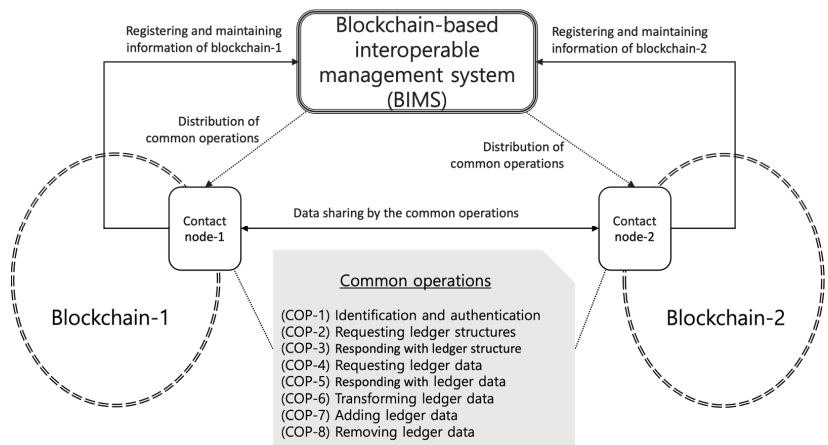 Registering and maintaining
information of blockchain-1
Blockchain-based
interoperable
management system
(BIMS)
Registering and maintaining
information of blockchain-2
Distribution of
common operations
Distribution of
common operations
Contact
node-1
Data sharing by the common operations
Contact
node-2
Blockchain-1
Blockchain-2
Common operations
(COP-1) Identification and authentication
(COP-2) Requesting ledger structures
(COP-3) Responding with ledger structure
(COP-4) Requesting ledger data
(COP-5) Responding with ledger data
(COP-6) Transforming ledger data
(COP-7) Adding ledger data
(COP-8) Removing ledger data